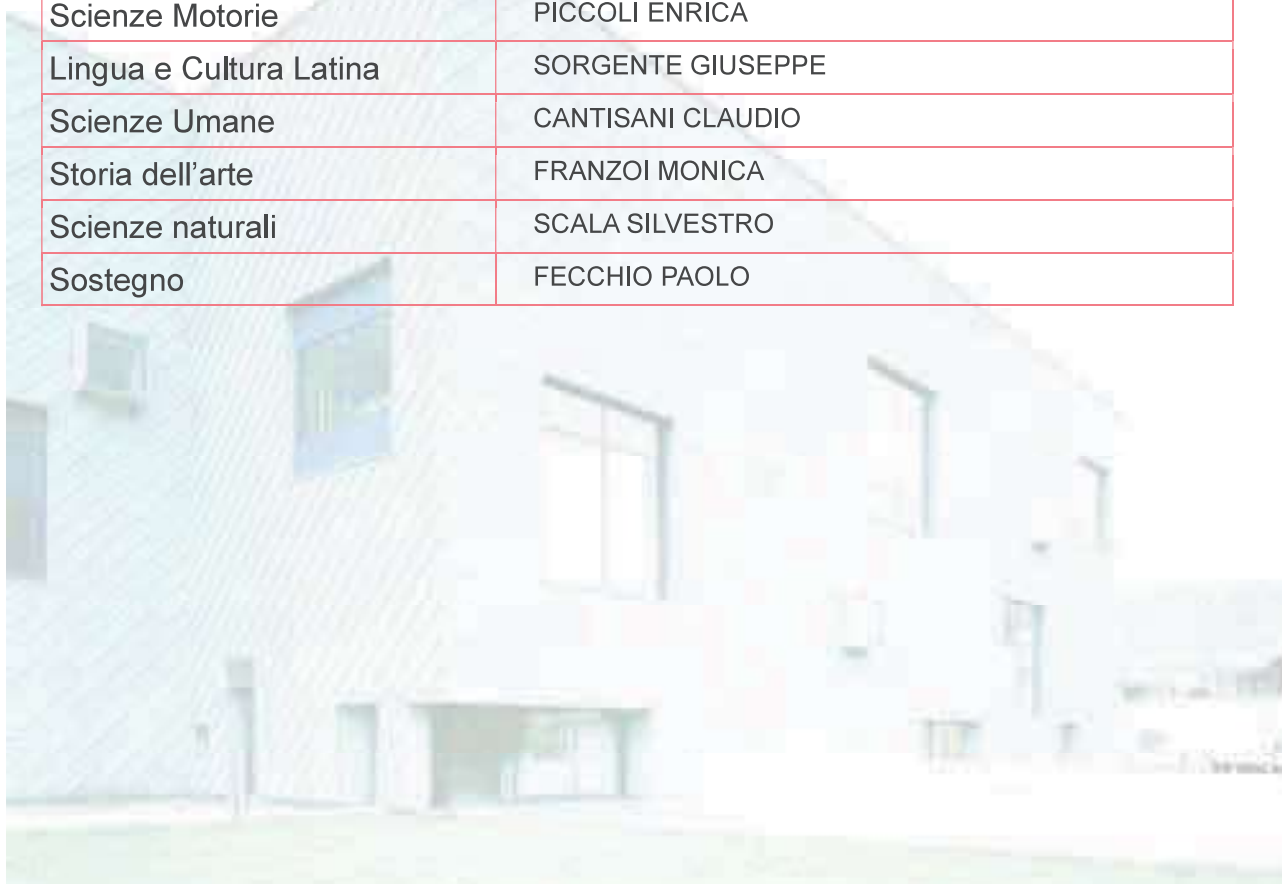 Scienze Motorie PICCOLI ENRICA
Lingua e Cultura Latina SORGENTE GIUSEPPE
Scienze Umane CANTISANI CLAUDIO
Storia dell’arte FRANZOI MONICA
Scienze naturali SCALA SILVESTRO
Sostegno FECCHIO PAOLO